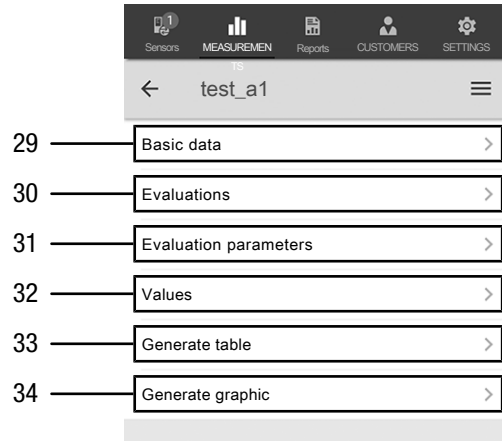 1
Sensors MEASUREMEN Reports CUSTOMERS SETTINGS
TS
test_a1
29 Basic data
30 Evaluations
31 Evaluation parameters
32 Values
33 Generate table
34 Generate graphic